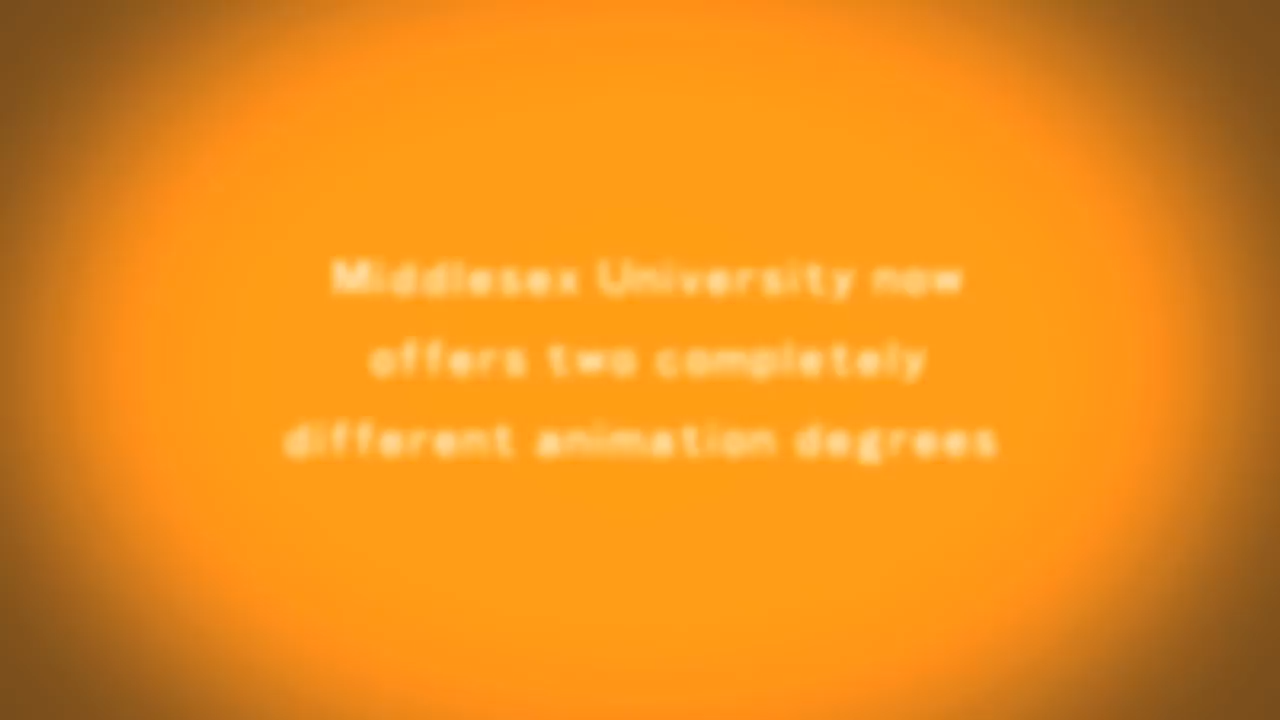 Middlesex University now
offers two completely
different animation degrees